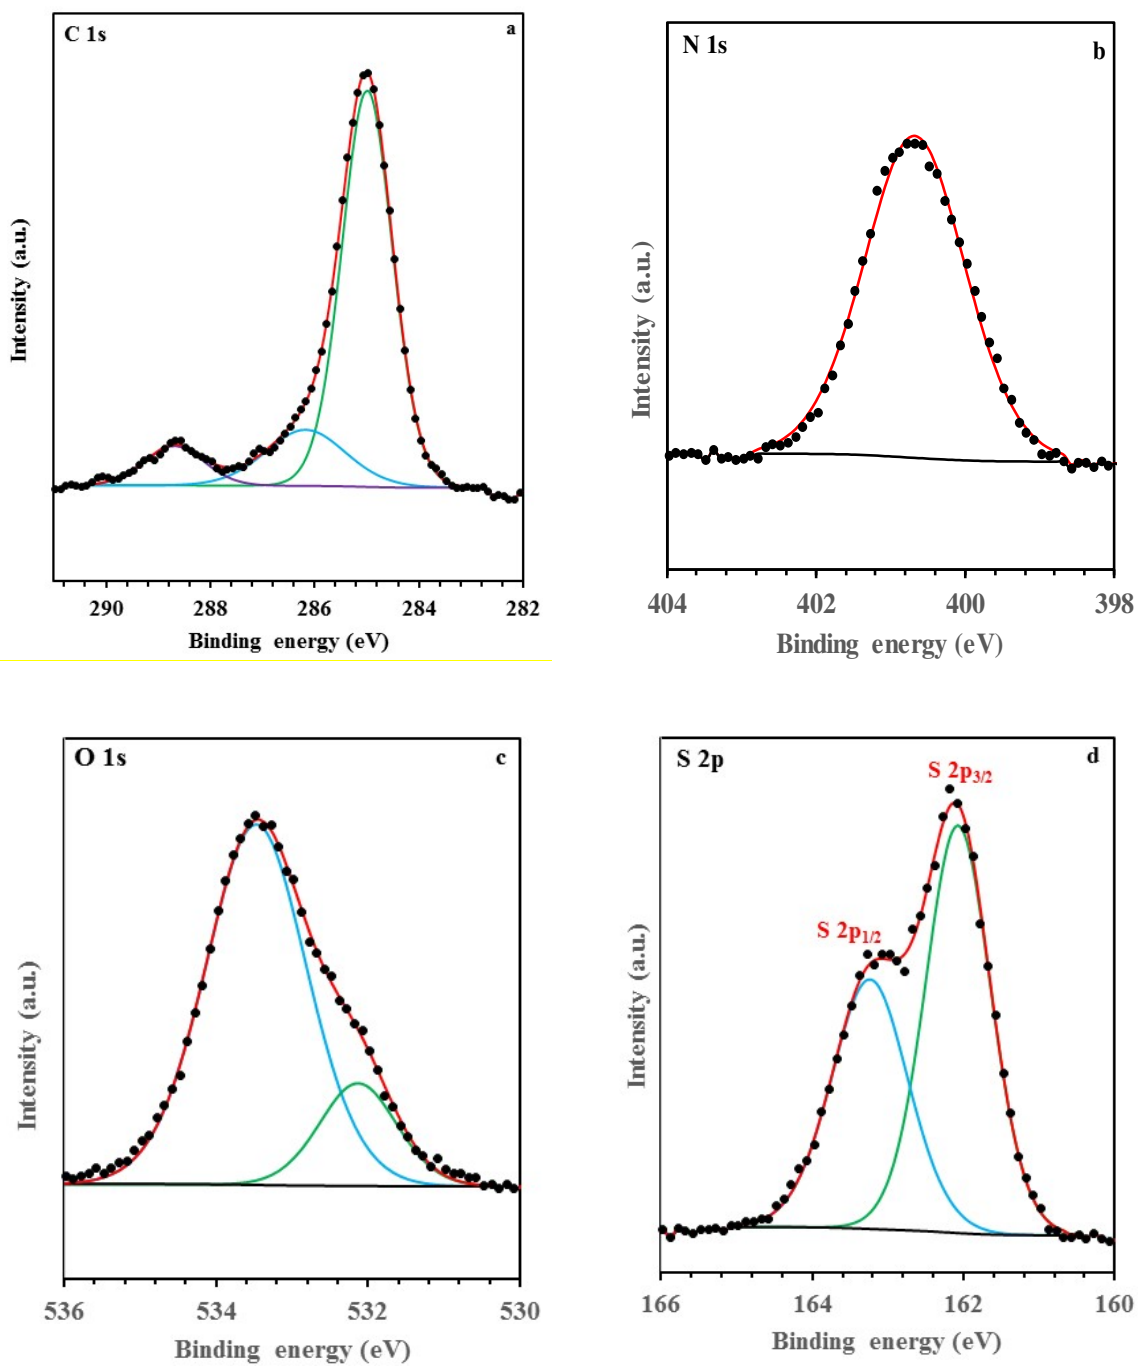 C 1s
a
Intensity (a.u.)
290 288 286 284 282
Binding energy (eV)
N 1s
b
Intensity (a.u.)
404 402 400 398
Binding energy (eV)
O 1s
c
Intensity (a.u.)
536 534 532 530
Binding energy (eV)
S 2p
d
S 2p3/2
S 2p1/2
Intensity (a.u.)
166 164 162 160
Binding energy (eV)